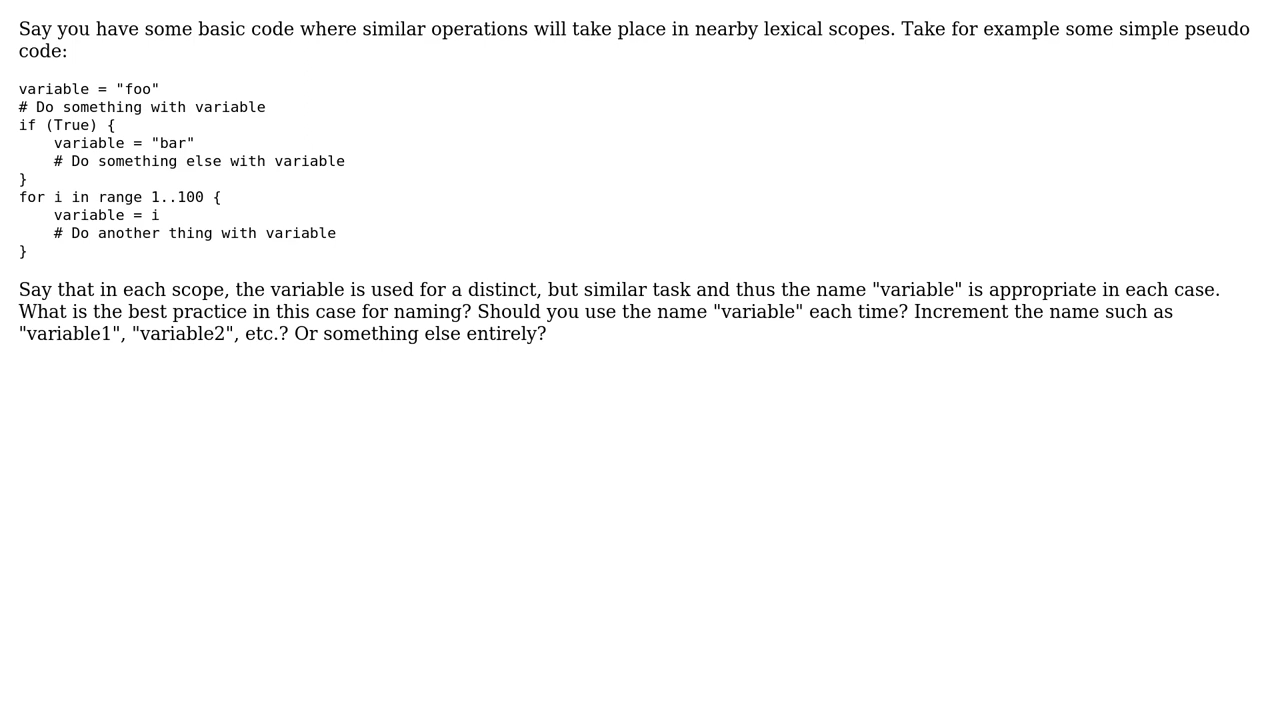 Say you have some basic code where similar operations will take place in nearby lexical scopes. Take for example some simple pseudo
code:
variable = "foo"
# Do something with variable
if (True) {
    variable = "bar"
    # Do something else with variable
}
for i in range 1..100 {
    variable = i
    # Do another thing with variable
}
Say that in each scope, the variable is used for a distinct, but similar task and thus the name "variable" is appropriate in each case.
What is the best practice in this case for naming? Should you use the name "variable" each time? Increment the name such as
"variable1", "variable2", etc.? Or something else entirely?